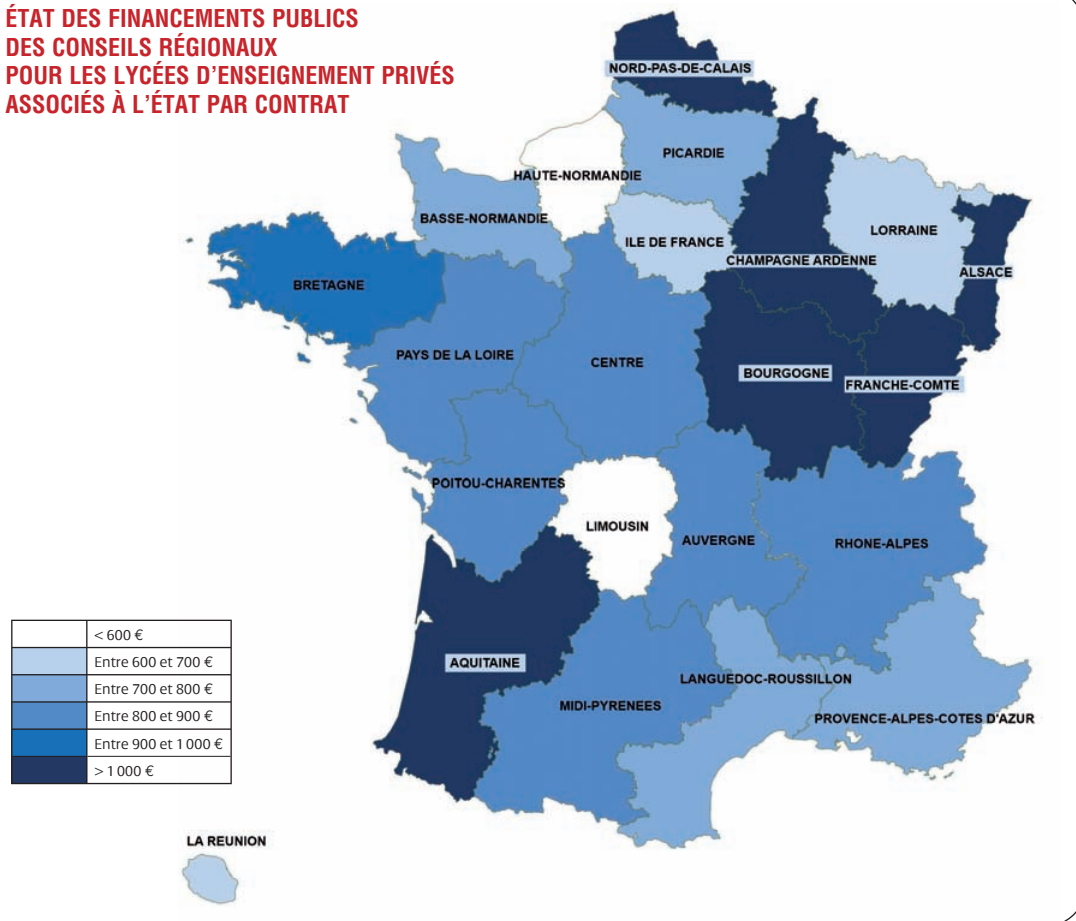 ÉTAT DES FINANCEMENTS PUBLICS
DES CONSEILS RÉGIONAUX
POUR LES LYCÉES D'ENSEIGNEMENT PRIVÉS
ASSOCIÉS À L'ÉTAT PAR CONTRAT
NORD-PAS-DE-CALAIS
PICARDIE
HAUTE-NORMANDIE
BASSE-NORMANDIE
ILE DE FRANCE
LORRAINE
CHAMPAGNE ARDENNE
ALSACE
BRETAGNE
PAYS DE LA LOIRE
CENTRE
BOURGOGNE
FRANCHE-COMTE
POITOU-CHARENTES
LIMOUSIN
AUVERGNE
RHONE-ALPES
AQUITAINE
MIDI-PYRENEES
LANGUEDOC-ROUSSILLON
PROVENCE-ALPES-COTES D'AZUR
< 600 €
Entre 600 et 700 €
Entre 700 et 800 €
Entre 800 et 900 €
Entre 900 et 1 000 €
> 1 000 €
LA REUNION